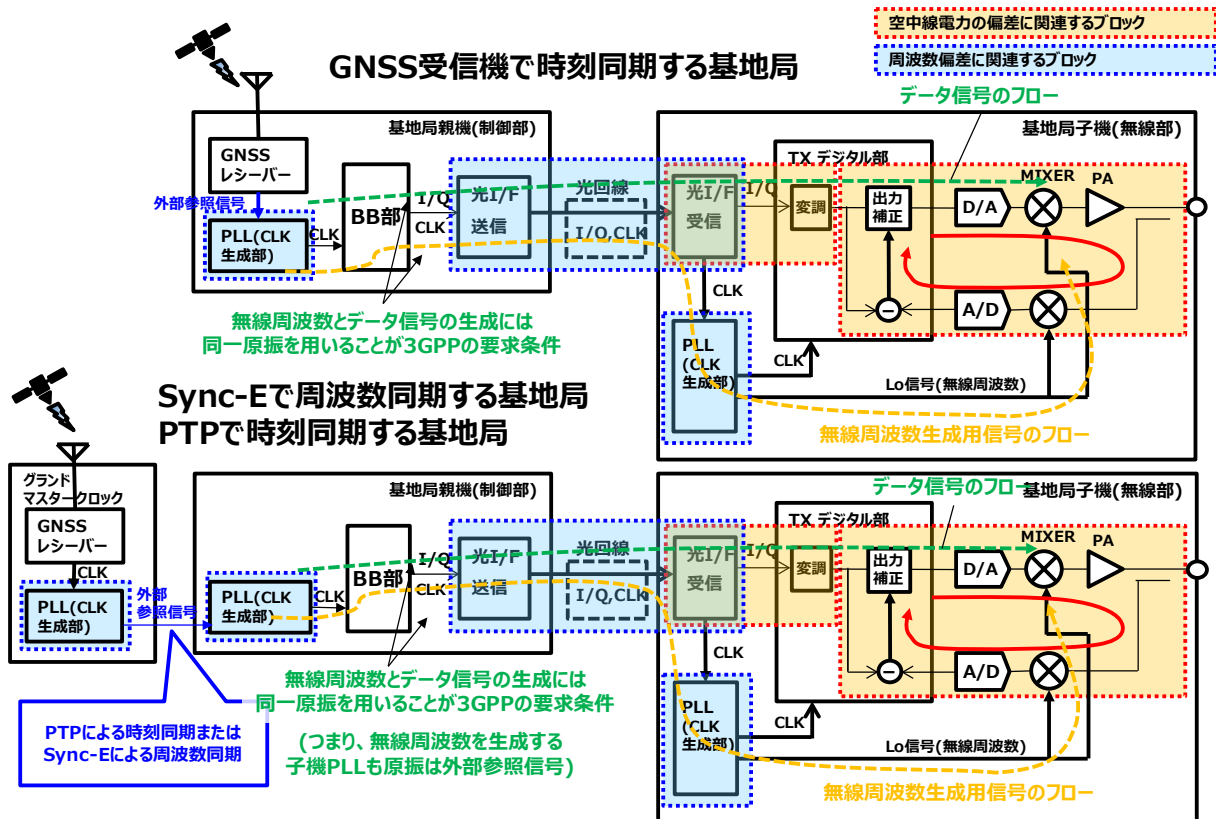 空中線電力の偏差に関連するブロック
周波数偏差に関連するブロック
GNSS受信機で時刻同期する基地局
データ信号のフロー
基地局親機(制御部)
基地局子機(無線部)
GNSS
レシーバー
外部参照信号
PLL(CLK
生成部)
CLK
BB部
I/Q
CLK
光I/F
送信
光回線
I/Q,CLK
光I/F
受信
I/Q
TX デジタル部
変調
出力
補正
D/A
MIXER
PA
−
A/D
CLK
PLL
(CLK
生成部)
CLK
Lo信号(無線周波数)
無線周波数生成用信号のフロー
無線周波数とデータ信号の生成には
同一原振を用いることが3GPPの要求条件
Sync-Eで周波数同期する基地局
PTPで時刻同期する基地局
グランド
マスタークロック
GNSS
レシーバー
CLK
PLL(CLK
生成部)
外部
参照信号
基地局親機(制御部)
PLL(CLK
生成部)
CLK
BB部
I/Q
CLK
光I/F
送信
光回線
I/Q,CLK
データ信号のフロー
基地局子機(無線部)
光I/F
受信
I/Q
TX デジタル部
変調
出力
補正
D/A
MIXER
PA
−
A/D
CLK
PLL
(CLK
生成部)
CLK
Lo信号(無線周波数)
無線周波数生成用信号のフロー
無線周波数とデータ信号の生成には
同一原振を用いることが3GPPの要求条件
(つまり、無線周波数を生成する
子機PLLも原振は外部参照信号)
PTPによる時刻同期または
Sync-Eによる周波数同期